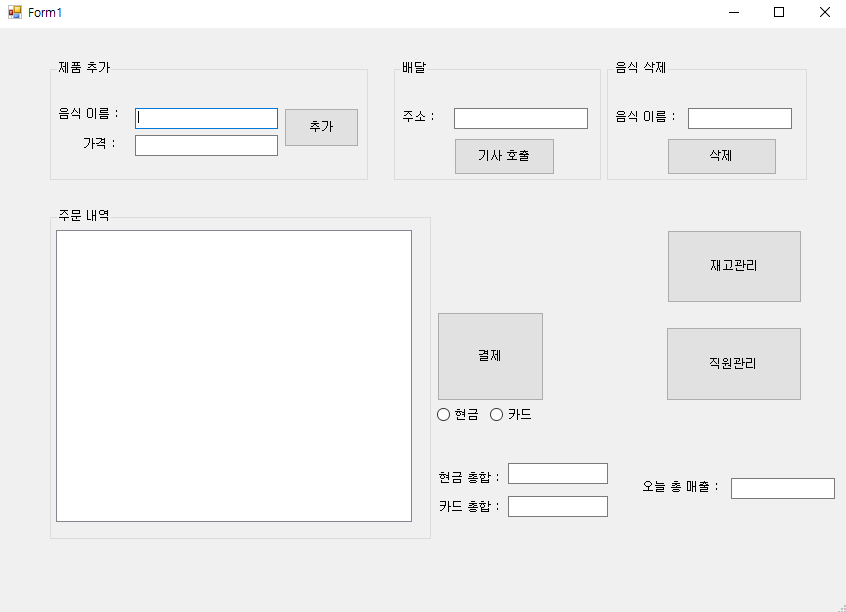 Form1
제품 추가
음식 이름 :
추가
가격 :
배달
주소 :
기사 호출
음식 삭제
음식 이름 :
삭제
주문 내역
재고관리
결제
직원관리
현금
카드
현금 총합 :
카드 총합 :
오늘 총 매출 :